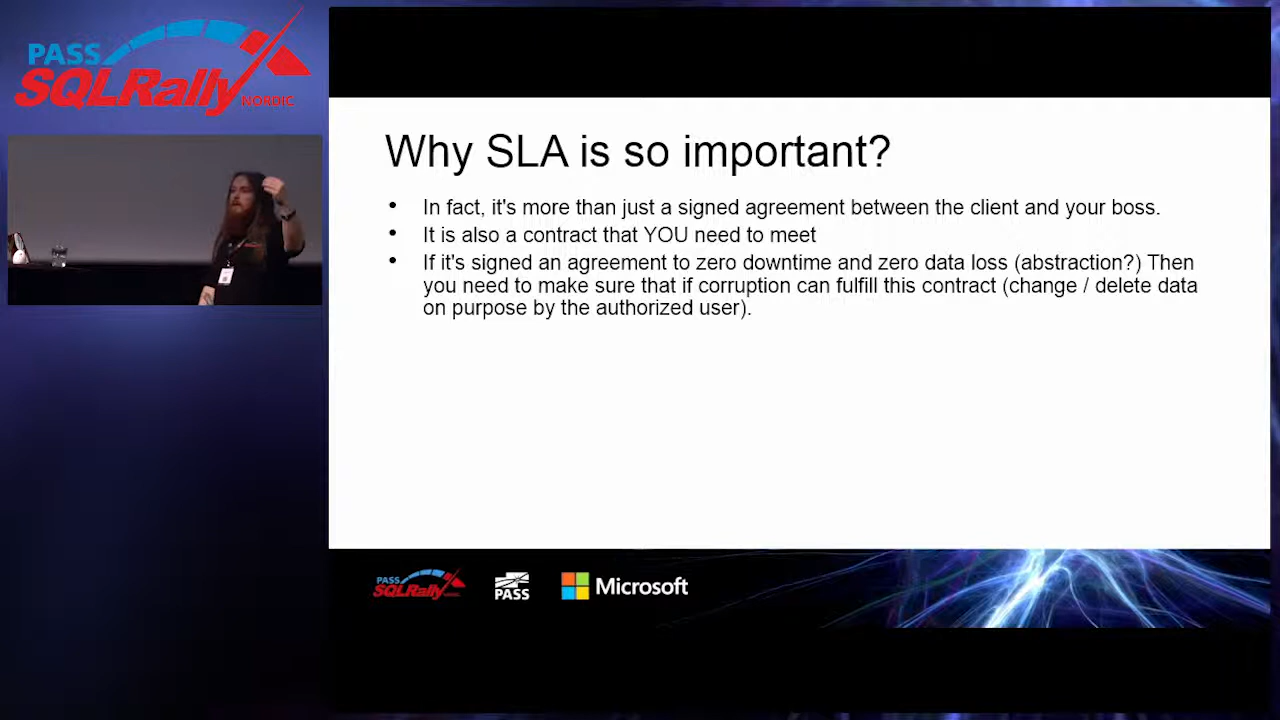 PASS
SQLRally
NORDIC
Why SLA is so important?
• In fact, it's more than just a signed agreement between the client and your boss.
• It is also a contract that YOU need to meet
• If it's signed an agreement to zero downtime and zero data loss (abstraction?) Then
you need to make sure that if corruption can fulfill this contract (change / delete data
on purpose by the authorized user).
PASS
SQLRally
NORDIC
PASS
Microsoft